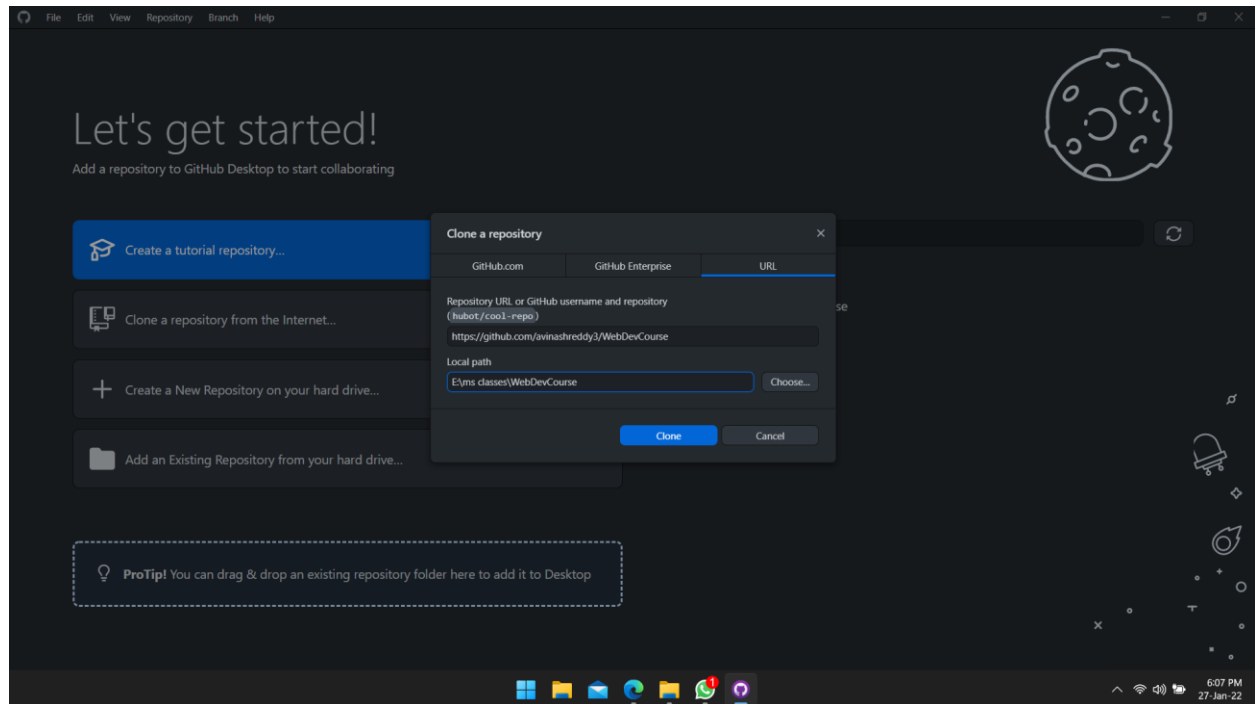 File Edit View Repository Branch Help
Let's get started!
Add a repository to GitHub Desktop to start collaborating
Create a tutorial repository...
Clone a repository from the Internet...
Create a New Repository on your hard drive...
Add an Existing Repository from your hard drive...
ProTip! You can drag & drop an existing repository folder here to add it to Desktop
Clone a repository
GitHub.com GitHub Enterprise URL
Repository URL or GitHub username and repository
(hubot/cool-repo)
https://github.com/avinashreddy3/WebDevCourse
Local path
E:\ms classes\WebDevCourse
Choose...
Clone Cancel
se
1
6:07 PM
27-Jan-22